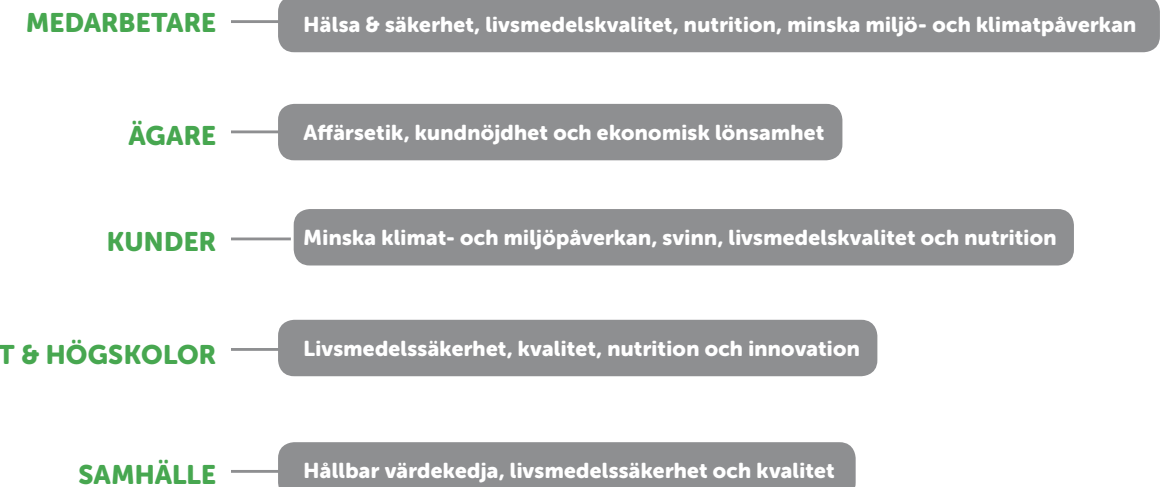 MEDARBETARE Hälsa & säkerhet, livsmedelskvalitet, nutrition, minska miljö- och klimatpåverkan
ÄGARE Affärsetik, kundnöjdhet och ekonomisk lönsamhet
KUNDER Minska klimat- och miljöpåverkan, svinn, livsmedelskvalitet och nutrition
& HÖGSKOLOR Livsmedelssäkerhet, kvalitet, nutrition och innovation
SAMHÄLLE Hållbar värdekedja, livsmedelssäkerhet och kvalitet